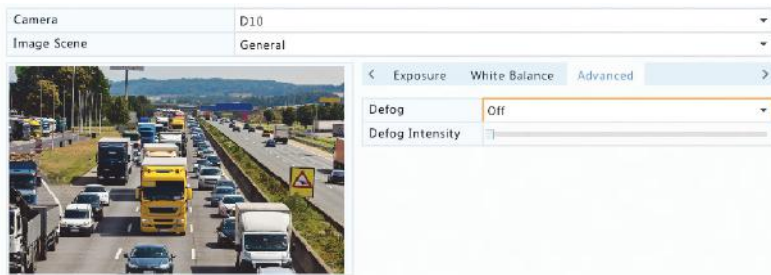 Camera D10
Image Scene General
< Exposure White Balance Advanced >
Defog Off
Defog Intensity